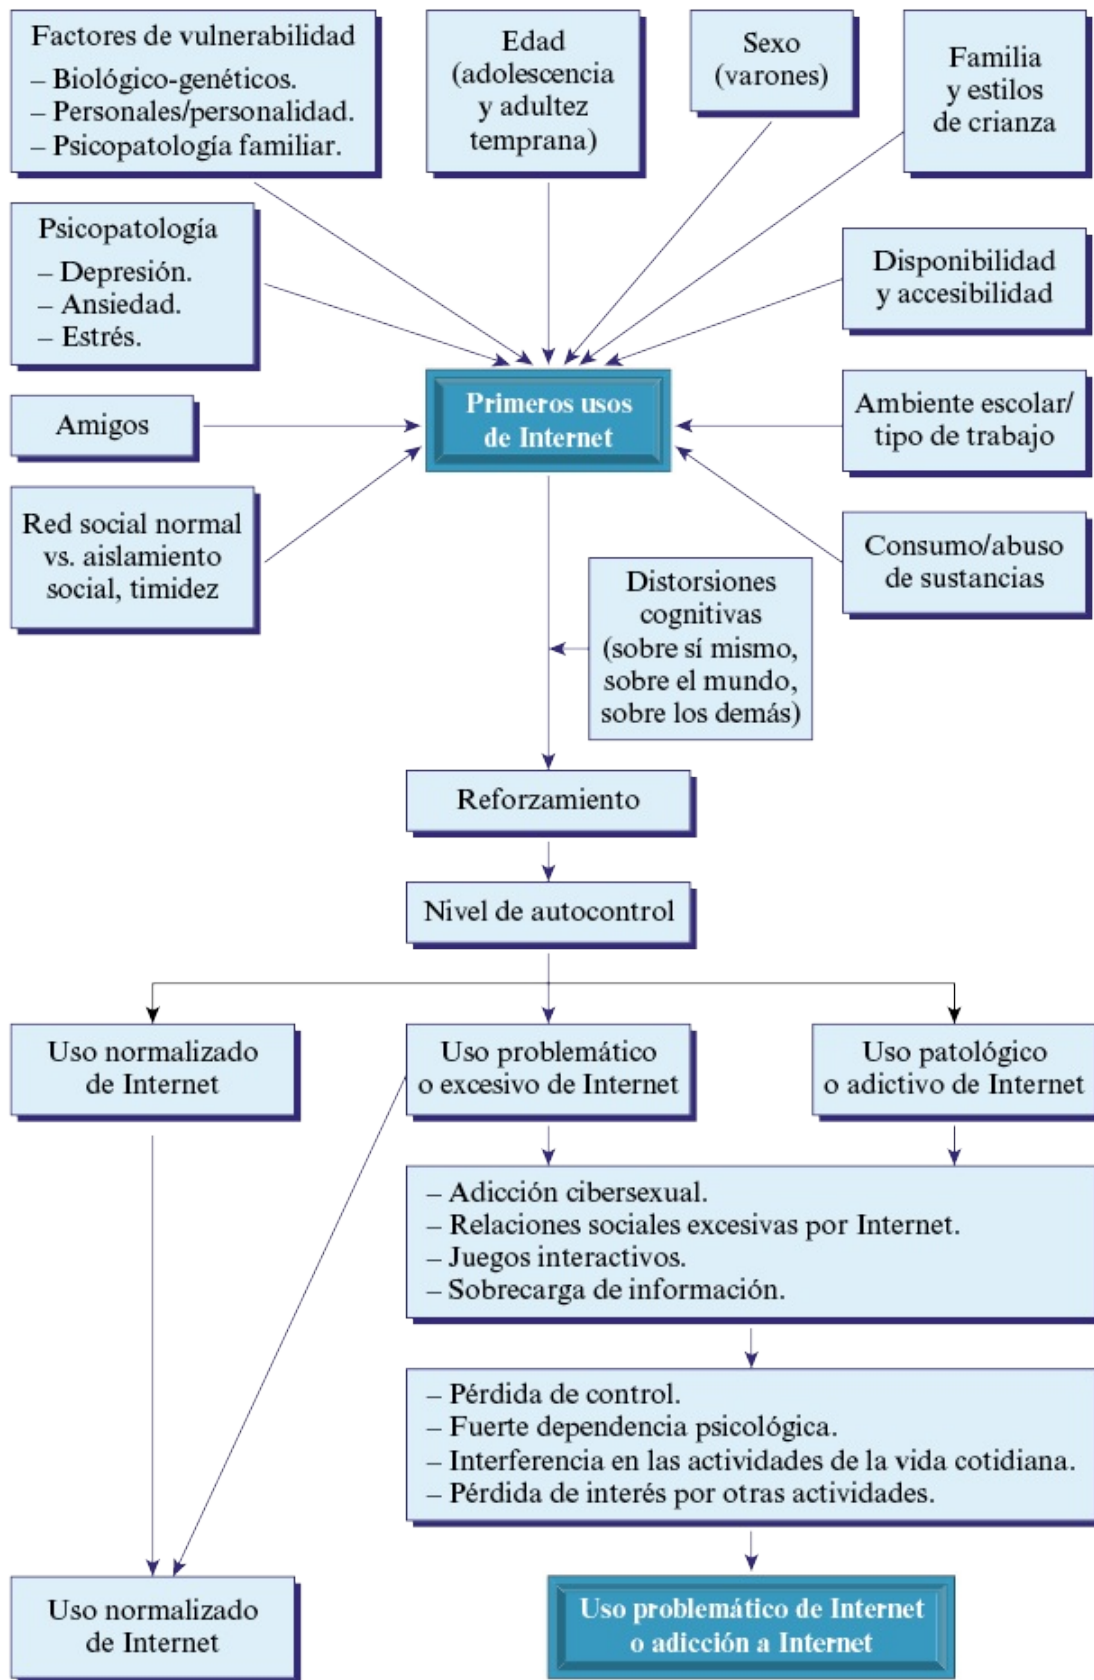 Factores de vulnerabilidad
– Biológico-genéticos.
– Personales/personalidad.
– Psicopatología familiar.
Edad
(adolescencia
y adultez
temprana)
Sexo
(varones)
Familia
y estilos
de crianza
Psicopatología
– Depresión.
– Ansiedad.
– Estrés.
Disponibilidad
y accesibilidad
Primeros usos
de Internet
Amigos
Ambiente escolar/
tipo de trabajo
Red social normal
vs. aislamiento
social, timidez
Consumo/abuso
de sustancias
Distorsiones
cognitivas
(sobre sí mismo,
sobre el mundo,
sobre los demás)
Reforzamiento
Nivel de autocontrol
Uso normalizado
de Internet
Uso problemático
o excesivo de Internet
Uso patológico
o adictivo de Internet
– Adicción cibersexual.
– Relaciones sociales excesivas por Internet.
– Juegos interactivos.
– Sobrecarga de información.
– Pérdida de control.
– Fuerte dependencia psicológica.
– Interferencia en las actividades de la vida cotidiana.
– Pérdida de interés por otras actividades.
Uso normalizado
de Internet
Uso problemático de Internet
o adicción a Internet